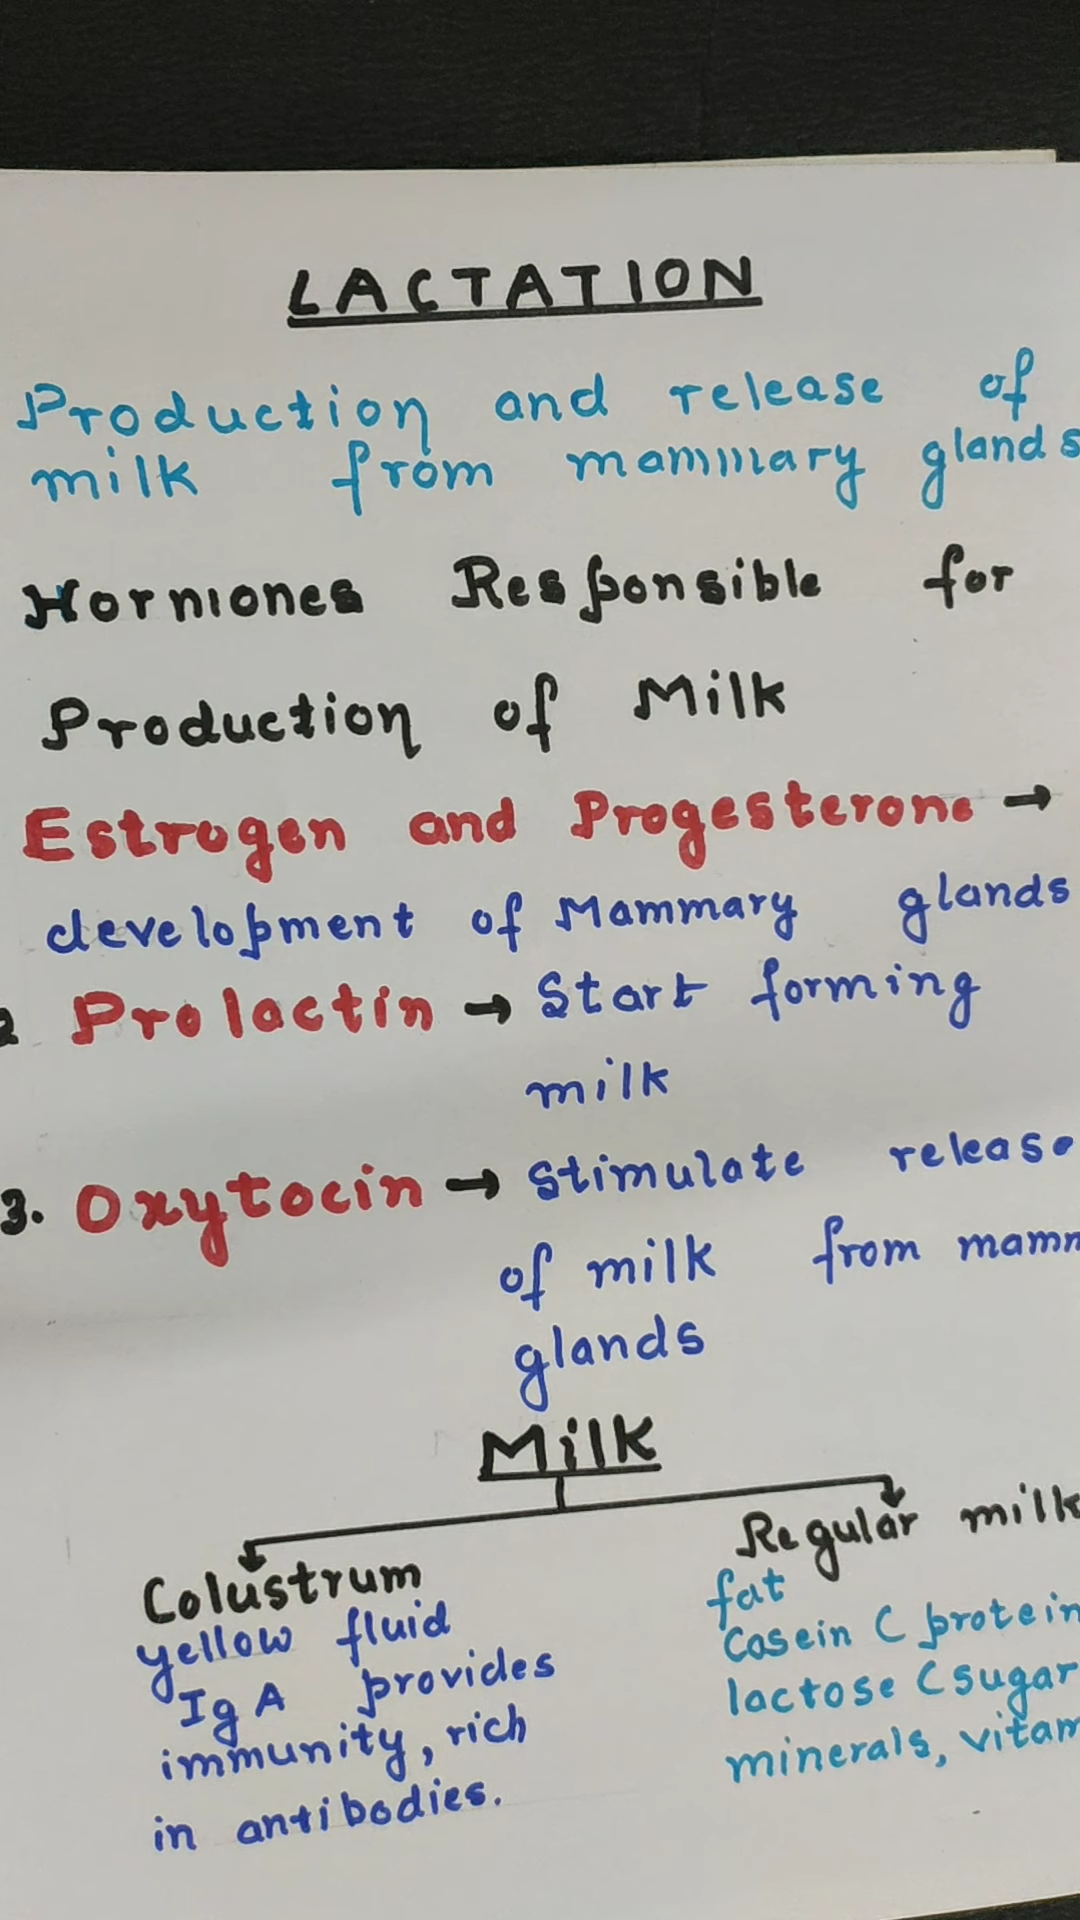 LACTATION
Production and release of
milk from mammary glands
Hormones Responsible for
Production of Milk
Estrogen and Progesterone →
development of Mammary glands
2 Prolactin → Start forming
milk
3. Oxytocin → Stimulate release
of milk from mamm
glands
Milk
Colustrum
yellow fluid
IgA provides
immunity, rich
in antibodies.
Regular milk
fat
Casein ( protein
lactose ( sugar
minerals, vitam